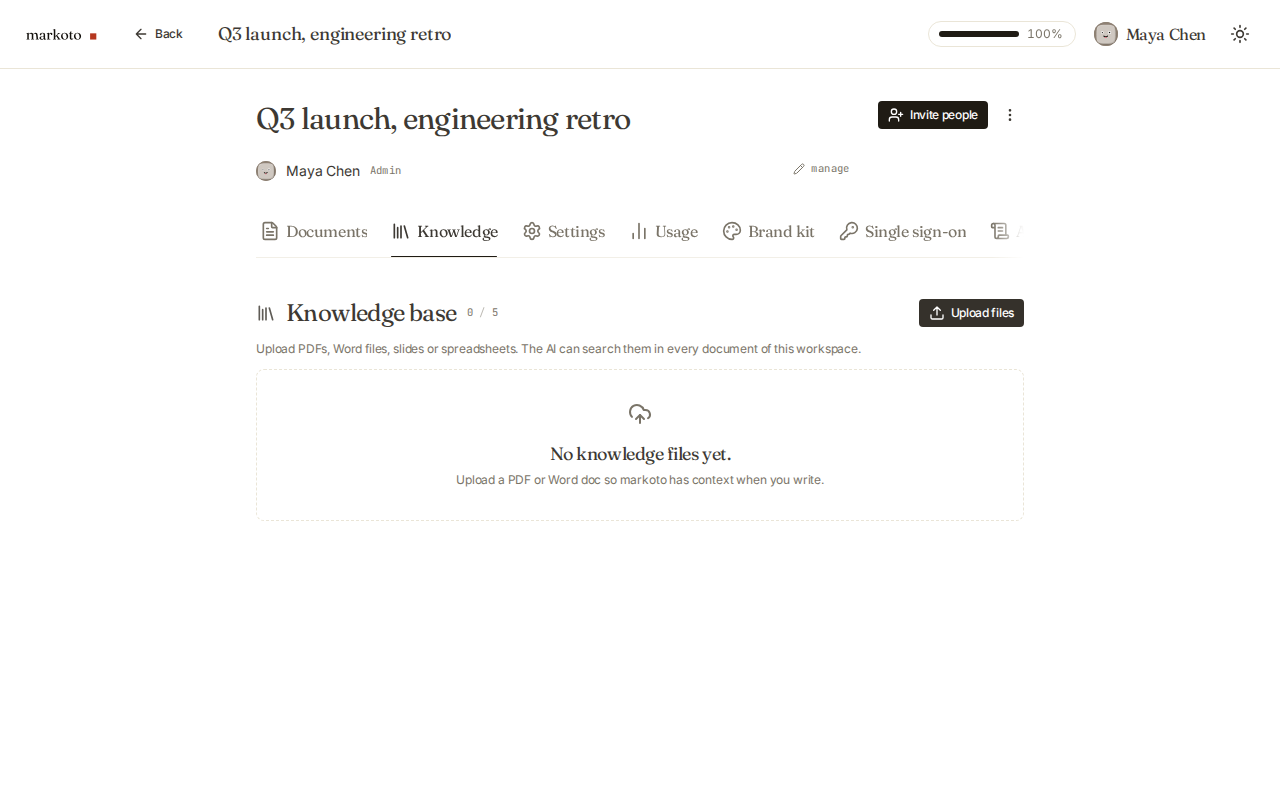 markoto
Back
Q3 launch, engineering retro
100%
Maya Chen
Q3 launch, engineering retro
Invite people
Maya Chen Admin
manage
Documents
Knowledge
Settings
Usage
Brand kit
Single sign-on
Knowledge base 0 / 5
Upload files
Upload PDFs, Word files, slides or spreadsheets. The AI can search them in every document of this workspace.
No knowledge files yet.
Upload a PDF or Word doc so markoto has context when you write.